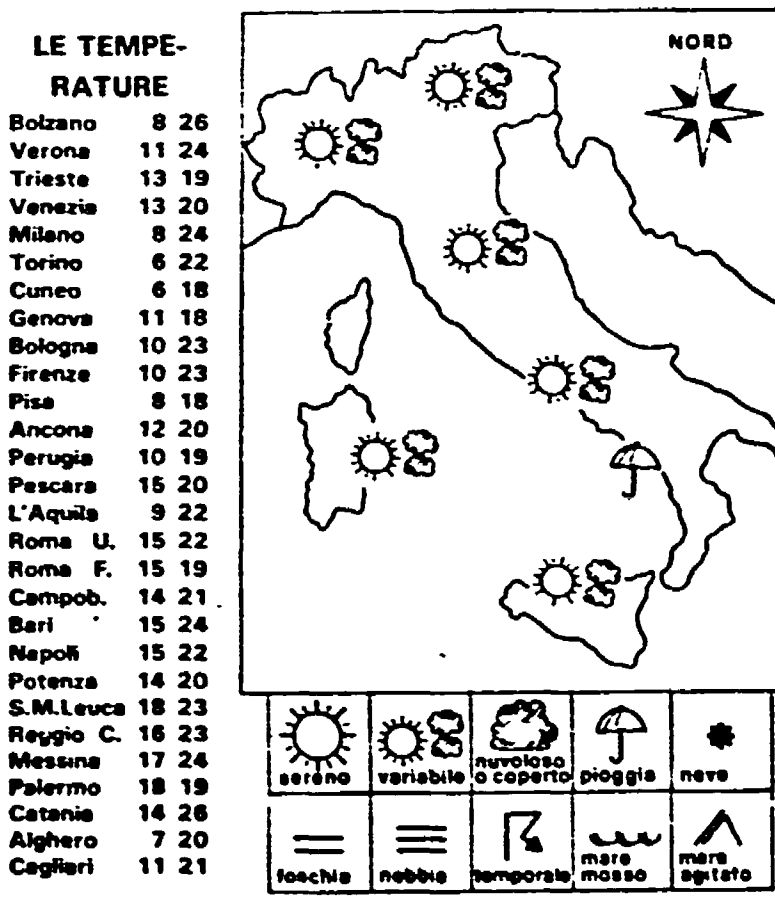 LE TEMPE-
RATURE
Bolzano 8 26
Verona 11 24
Trieste 13 19
Venezia 13 20
Milano 8 24
Torino 6 22
Cuneo 6 18
Genova 11 18
Bologna 10 23
Firenze 10 23
Pisa 8 18
Ancona 12 20
Perugia 10 19
Pescara 15 20
L'Aquila 9 22
Roma U. 15 22
Roma F. 15 19
Campob. 14 21
Bari 15 24
Napoli 15 22
Potenza 14 20
S.M.Leuca 18 23
Reggio C. 16 23
Messina 17 24
Palermo 18 19
Catania 14 26
Alghero 7 20
Cagliari 11 21
NORD
sereno
variabile
nuvoloso
o coperto
pioggia
neve
foschia
nebbia
temporale
mare
mosso
mare
agitato